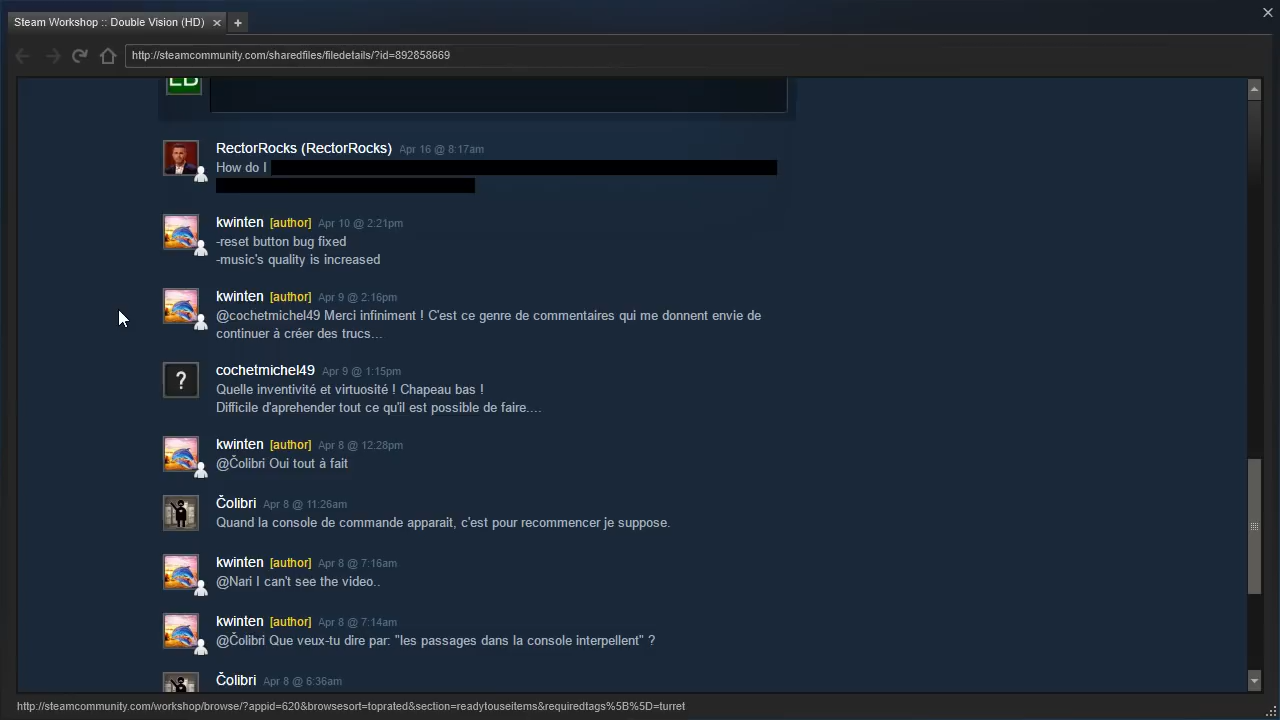 Steam Workshop :: Double Vision (HD)
http://steamcommunity.com/sharedfiles/filedetails/?id=892858669
RectorRocks (RectorRocks) Apr 16 @ 8:17am
How do I
kwinten [author] Apr 10 @ 2:21pm
-reset button bug fixed
-music's quality is increased
kwinten [author] Apr 9 @ 2:16pm
@cochetmichel49 Merci infiniment ! C'est ce genre de commentaires qui me donnent envie de
continuer à créer des trucs...
cochetmichel49 Apr 9 @ 1:15pm
Quelle inventivité et virtuosité ! Chapeau bas !
Difficile d'aprehender tout ce qu'il est possible de faire....
kwinten [author] Apr 8 @ 12:28pm
@Čolibri Oui tout à fait
Čolibri Apr 8 @ 11:26am
Quand la console de commande apparait, c'est pour recommencer je suppose.
kwinten [author] Apr 8 @ 7:16am
@Nari I can't see the video..
kwinten [author] Apr 8 @ 7:14am
@Čolibri Que veux-tu dire par: "les passages dans la console interpellent" ?
Čolibri Apr 8 @ 6:36am
http://steamcommunity.com/workshop/browse/?appid=620&browsesort=toprated&section=readytouseitems&requiredtags%5B%5D=turret